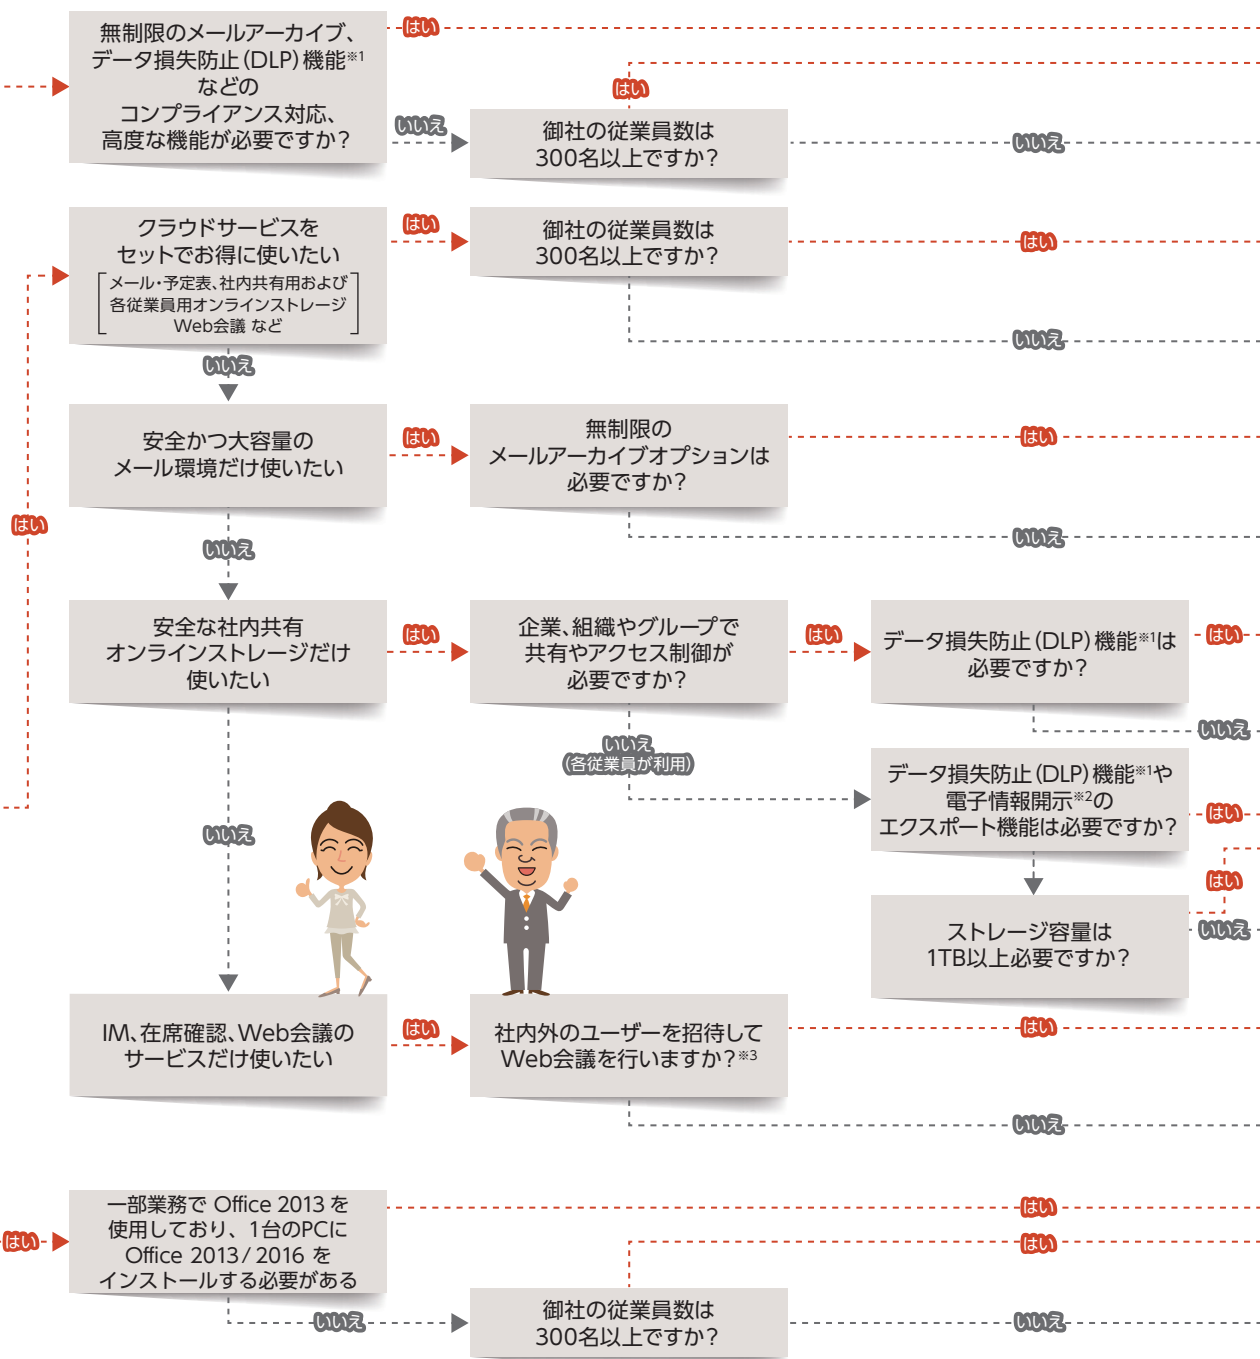 無制限のメールアーカイブ、
データ損失防止(DLP)機能※1
などの
コンプライアンス対応、
高度な機能が必要ですか?
はい
はい
いいえ
御社の従業員数は
300名以上ですか?
いいえ
クラウドサービスを
セットでお得に使いたい
メール・予定表、社内共有用および
各従業員用オンラインストレージ
Web会議 など
はい
御社の従業員数は
300名以上ですか?
はい
いいえ
いいえ
安全かつ大容量の
メール環境だけ使いたい
はい
無制限の
メールアーカイブオプションは
必要ですか?
はい
いいえ
はい
いいえ
安全な社内共有
オンラインストレージだけ
使いたい
はい
企業、組織やグループで
共有やアクセス制御が
必要ですか?
はい
データ損失防止(DLP)機能※1は
必要ですか?
はい
いいえ
いいえ
(各従業員が利用)
データ損失防止(DLP)機能※1や
電子情報開示※2の
エクスポート機能は必要ですか?
はい
はい
いいえ
ストレージ容量は
1TB以上必要ですか?
いいえ
IM、在席確認、Web会議の
サービスだけ使いたい
はい
社内外のユーザーを招待して
Web会議を行いますか?※3
はい
いいえ
はい
一部業務で Office 2013 を
使用しており、1台のPCに
Office 2013/2016 を
インストールする必要がある
はい
はい
いいえ
御社の従業員数は
300名以上ですか?
いいえ